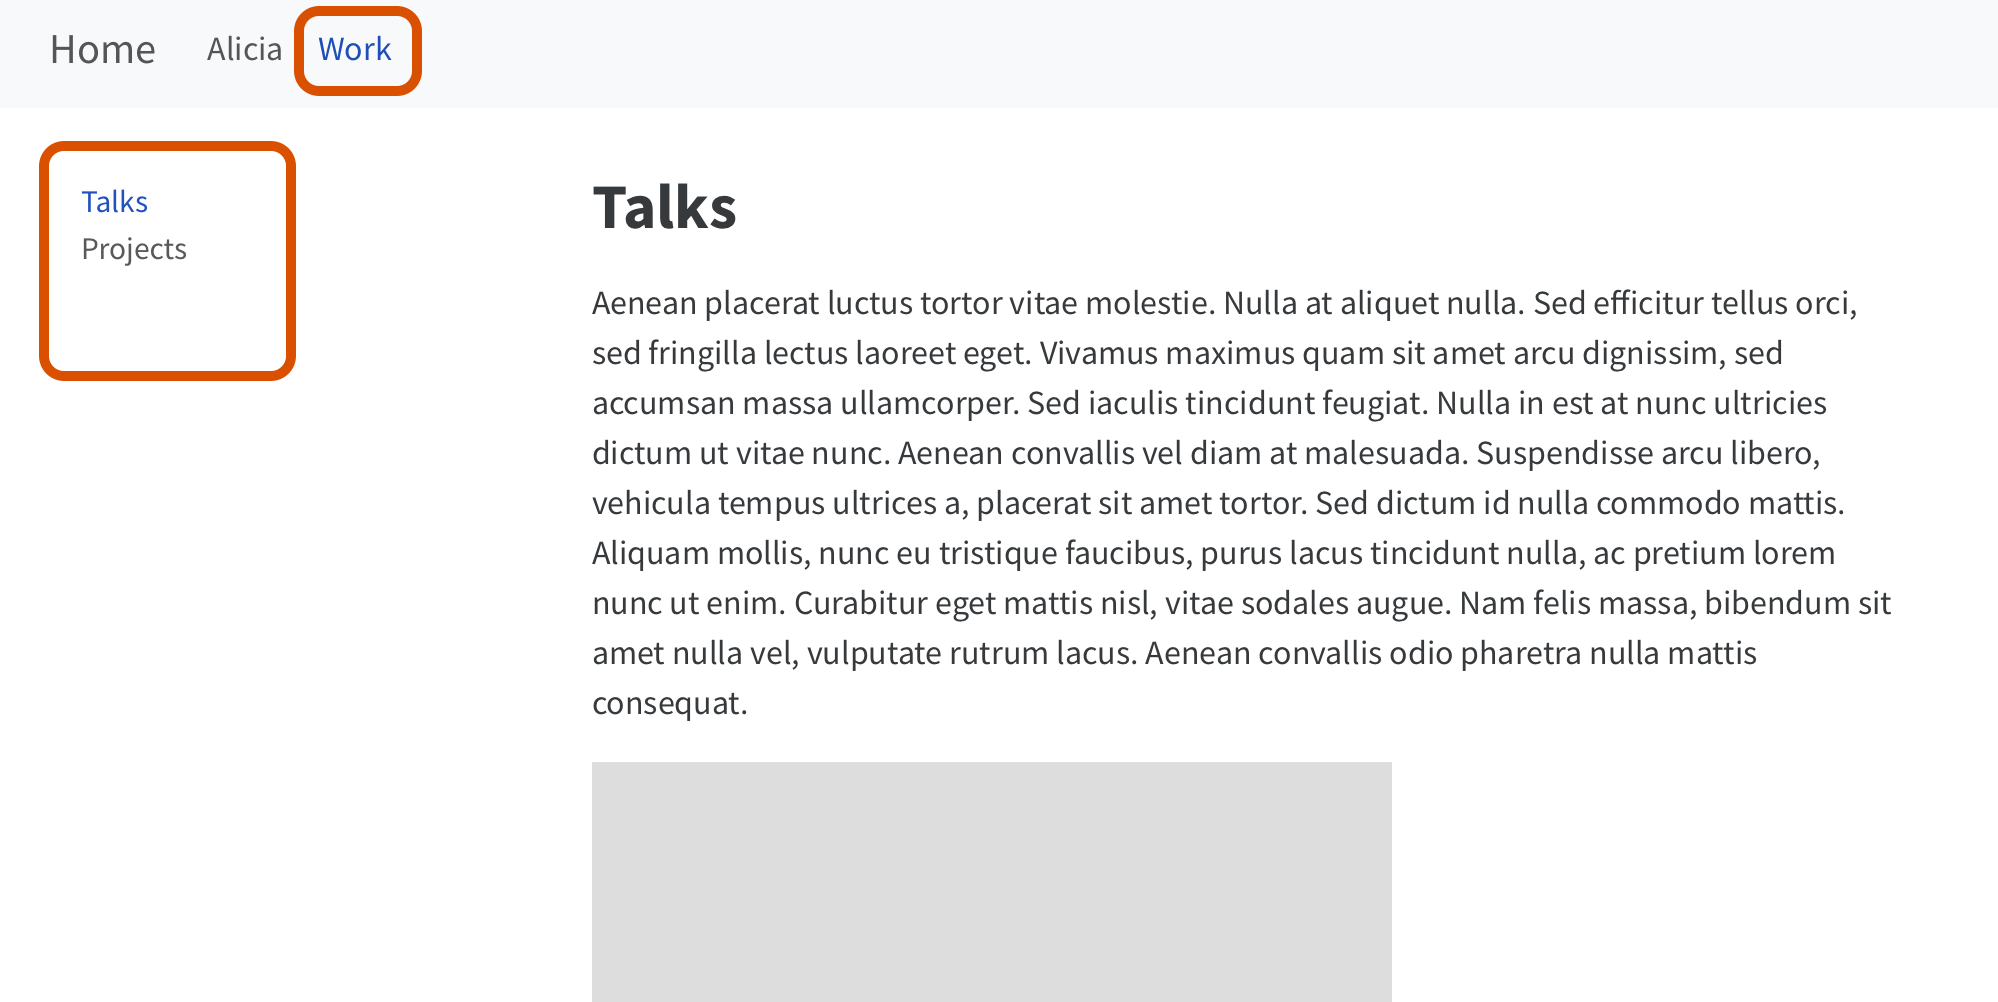 Home Alicia Work
Talks
Projects
Talks
Aenean placerat luctus tortor vitae molestie. Nulla at aliquet nulla. Sed efficitur tellus orci,
sed fringilla lectus laoreet eget. Vivamus maximus quam sit amet arcu dignissim, sed
accumsan massa ullamcorper. Sed iaculis tincidunt feugiat. Nulla in est at nunc ultricies
dictum ut vitae nunc. Aenean convallis vel diam at malesuada. Suspendisse arcu libero,
vehicula tempus ultrices a, placerat sit amet tortor. Sed dictum id nulla commodo mattis.
Aliquam mollis, nunc eu tristique faucibus, purus lacus tincidunt nulla, ac pretium lorem
nunc ut enim. Curabitur eget mattis nisl, vitae sodales augue. Nam felis massa, bibendum sit
amet nulla vel, vulputate rutrum lacus. Aenean convallis odio pharetra nulla mattis
consequat.